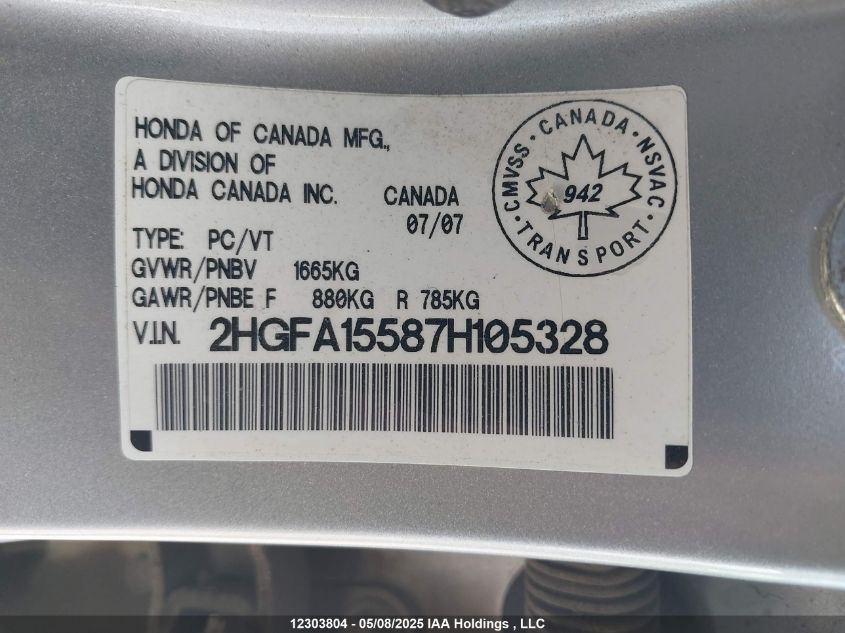 HONDA OF CANADA MFG.,
A DIVISION OF
HONDA CANADA INC. CANADA
07/07
TYPE: PC/VT
GVWR/PNBV 1665KG
GAWR/PNBE F 880KG R 785KG
V.I.N. 2HGFA15587H105328
CMVSS · CANADA · NSVAC · TRANSPORT ·
942
12303804 - 05/08/2025 IAA Holdings , LLC